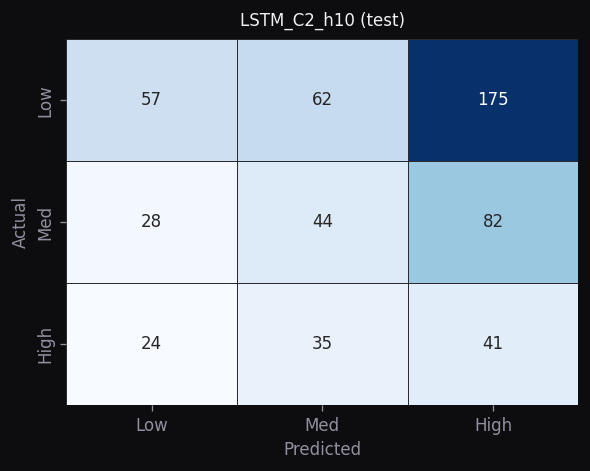 LSTM_C2_h10 (test)
Actual
Low 57 62 175
Med 28 44 82
High 24 35 41
Low Med High
Predicted